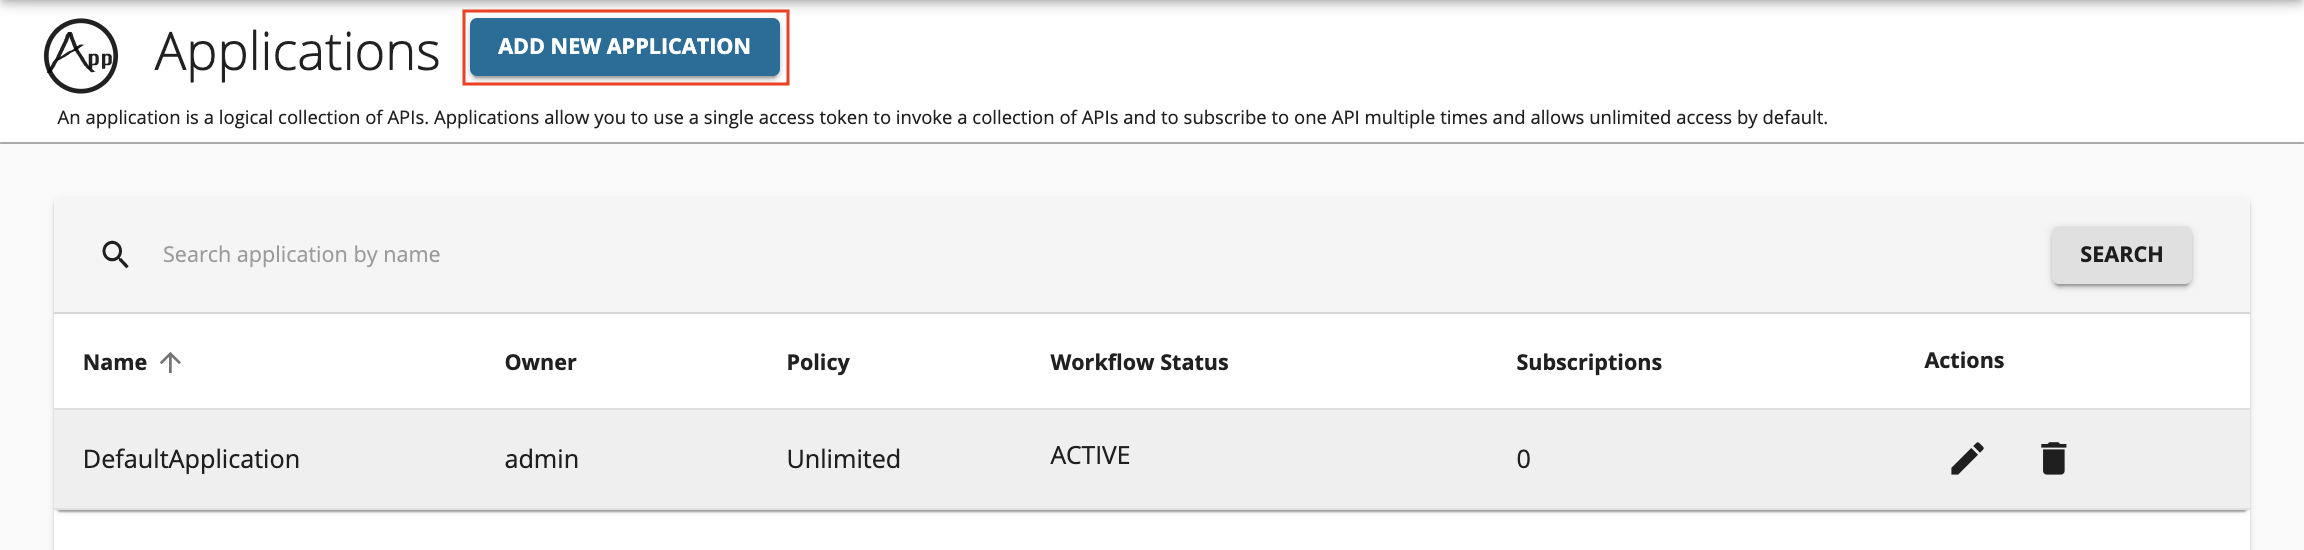 App Applications ADD NEW APPLICATION
An application is a logical collection of APIs. Applications allow you to use a single access token to invoke a collection of APIs and to subscribe to one API multiple times and allows unlimited access by default.
Search application by name SEARCH
Name Owner Policy Workflow Status Subscriptions Actions
DefaultApplication admin Unlimited ACTIVE 0